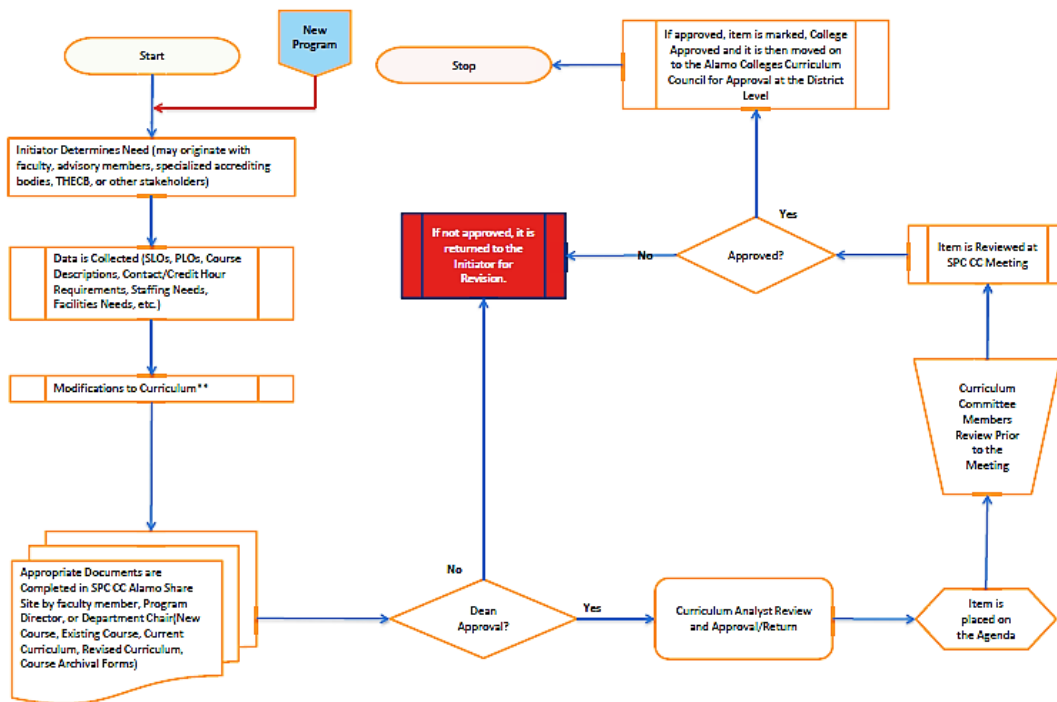 Start
New
Program
Initiator Determines Need (may originate with
faculty, advisory members, specialized accrediting
bodies, THECB, or other stakeholders)
Data is Collected (SLOs, PLOs, Course
Descriptions, Contact/Credit Hour
Requirements, Staffing Needs,
Facilities Needs, etc.)
Modifications to Curriculum**
Appropriate Documents are
Completed in SPC CC Alamo Share
Site by faculty member, Program
Director, or Department Chair(New
Course, Existing Course, Current
Curriculum, Revised Curriculum,
Course Archival Forms)
Dean
Approval?
No
Yes
If not approved, it is
returned to the
Initiator for
Revision.
Curriculum Analyst Review
and Approval/Return
Item is
placed on
the Agenda
Curriculum
Committee
Members
Review Prior
to the
Meeting
Item is Reviewed at
SPC CC Meeting
Approved?
No
Yes
If approved, item is marked, College
Approved and it is then moved on
to the Alamo Colleges Curriculum
Council for Approval at the District
Level
Stop